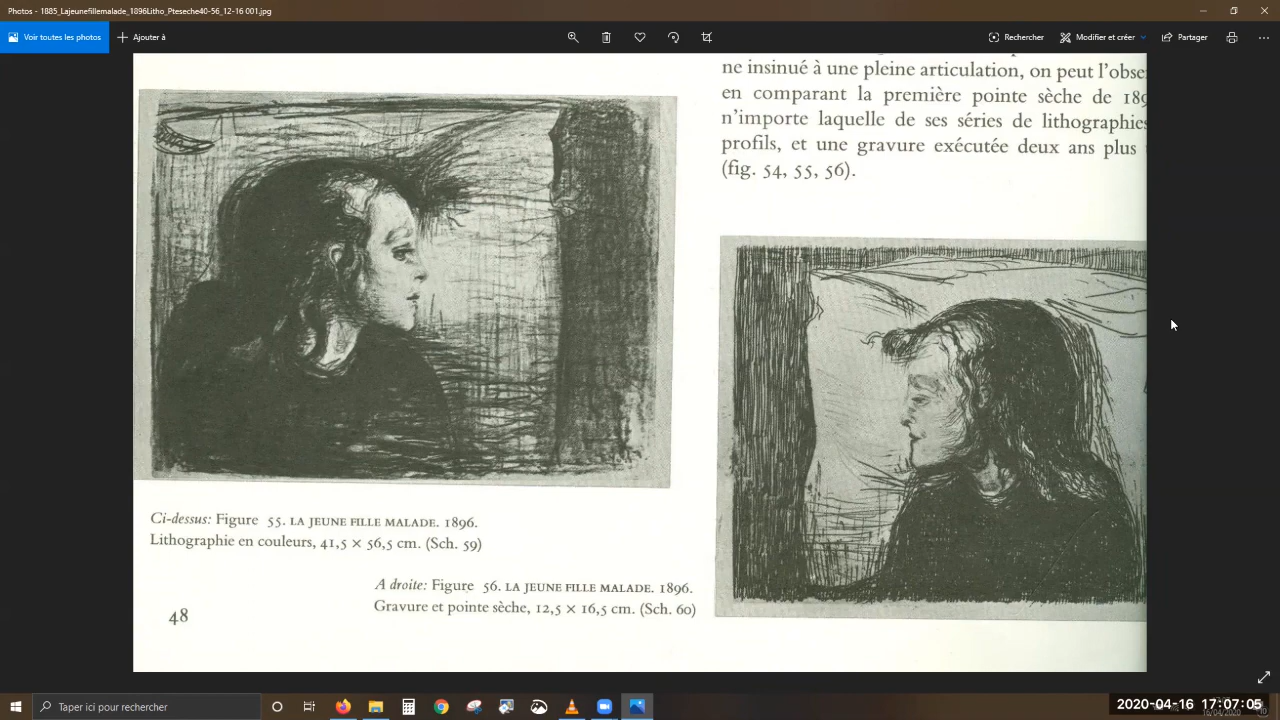 Photos - 1885_Lajeunefillemalade_1896Litho_Pteseche40-56_12-16 001.jpg
Voir toutes les photos
Ajouter à
Rechercher
Modifier et créer
Partager
ne insinué à une pleine articulation, on peut l'obse
en comparant la première pointe sèche de 189
n'importe laquelle de ses séries de lithographies
profils, et une gravure exécutée deux ans plus
(fig. 54, 55, 56).
Ci-dessus: Figure 55. LA JEUNE FILLE MALADE. 1896.
Lithographie en couleurs, 41,5 × 56,5 cm. (Sch. 59)
A droite: Figure 56. LA JEUNE FILLE MALADE. 1896.
Gravure et pointe sèche, 12,5 × 16,5 cm. (Sch. 60)
48
Taper ici pour rechercher
2020-04-16 17:07:05